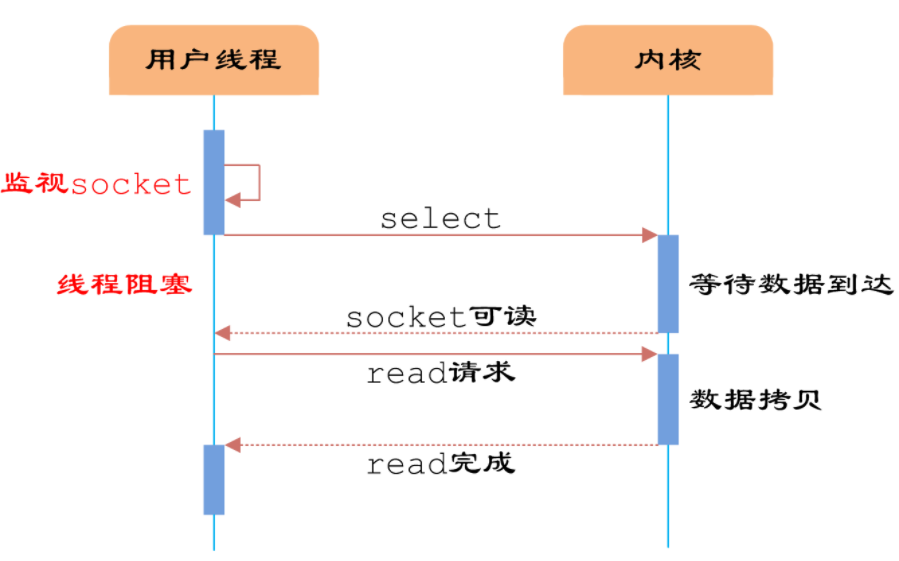 用户线程
内核
监视socket
select
线程阻塞
等待数据到达
socket可读
read请求
数据拷贝
read完成